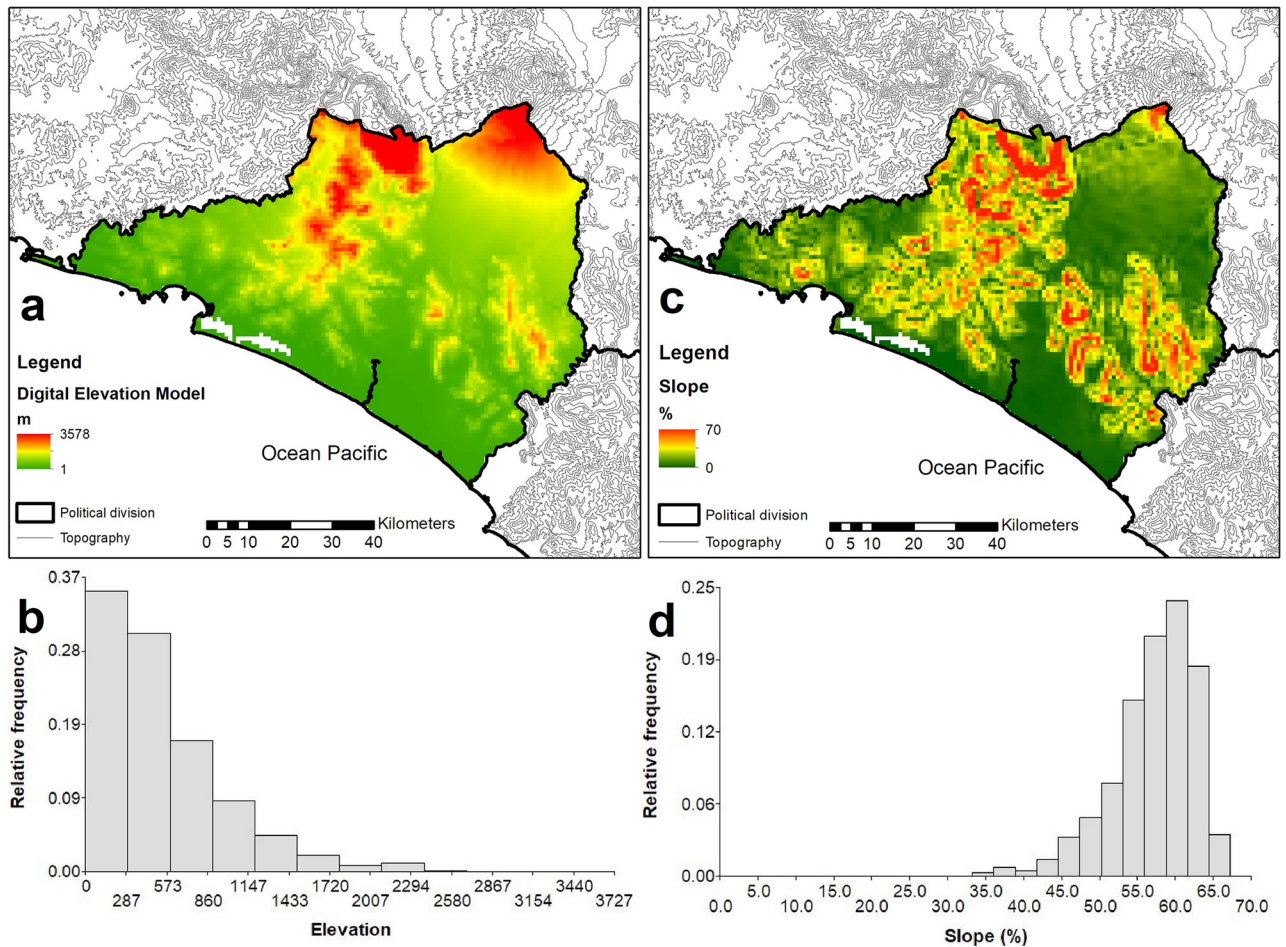 a
Legend
Digital Elevation Model
m
3578
1
Political division
Topography
Ocean Pacific
Kilometers
0 5 10 20 30 40
c
Legend
Slope
%
70
0
Political division
Topography
Ocean Pacific
Kilometers
0 5 10 20 30 40
b
Relative frequency
0.37
0.28
0.19
0.09
0.00
0 573 1147 1720 2294 2867 3440
287 860 1433 2007 2580 3154 3727
Elevation
d
Relative frequency
0.25
0.19
0.12
0.06
0.00
5.0 15.0 25.0 35.0 45.0 55.0 65.0
0.0 10.0 20.0 30.0 40.0 50.0 60.0 70.0
Slope (%)